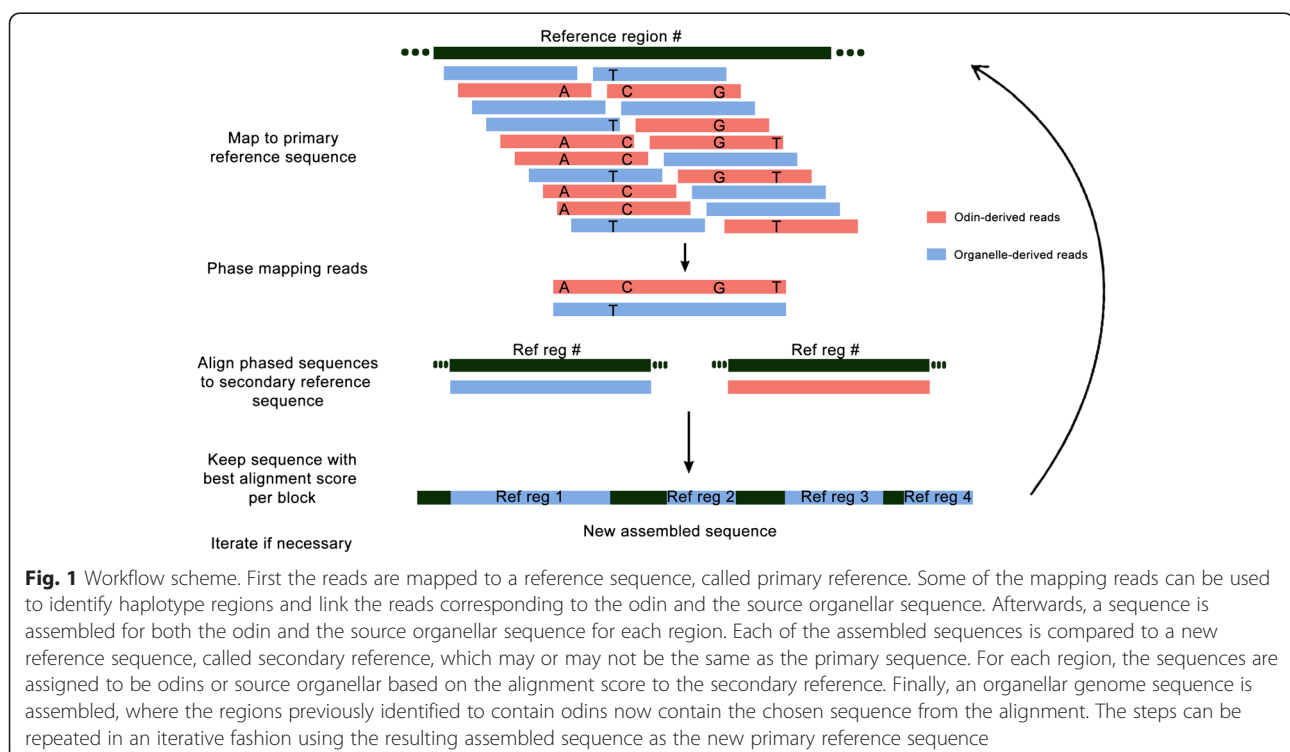 Reference region #
T
A C G
T G
A C G T
A C
T G T
A C
A C
T T
Map to primary
reference sequence
Odin-derived reads
Organelle-derived reads
Phase mapping reads
A C G T
T
Ref reg # Ref reg #
Align phased sequences
to secondary reference
sequence
Keep sequence with
best alignment score
per block
Ref reg 1 Ref reg 2 Ref reg 3 Ref reg 4
New assembled sequence
Iterate if necessary
Fig. 1 Workflow scheme. First the reads are mapped to a reference sequence, called primary reference. Some of the mapping reads can be used
to identify haplotype regions and link the reads corresponding to the odin and the source organellar sequence. Afterwards, a sequence is
assembled for both the odin and the source organellar sequence for each region. Each of the assembled sequences is compared to a new
reference sequence, called secondary reference, which may or may not be the same as the primary sequence. For each region, the sequences are
assigned to be odins or source organellar based on the alignment score to the secondary reference. Finally, an organellar genome sequence is
assembled, where the regions previously identified to contain odins now contain the chosen sequence from the alignment. The steps can be
repeated in an iterative fashion using the resulting assembled sequence as the new primary reference sequence